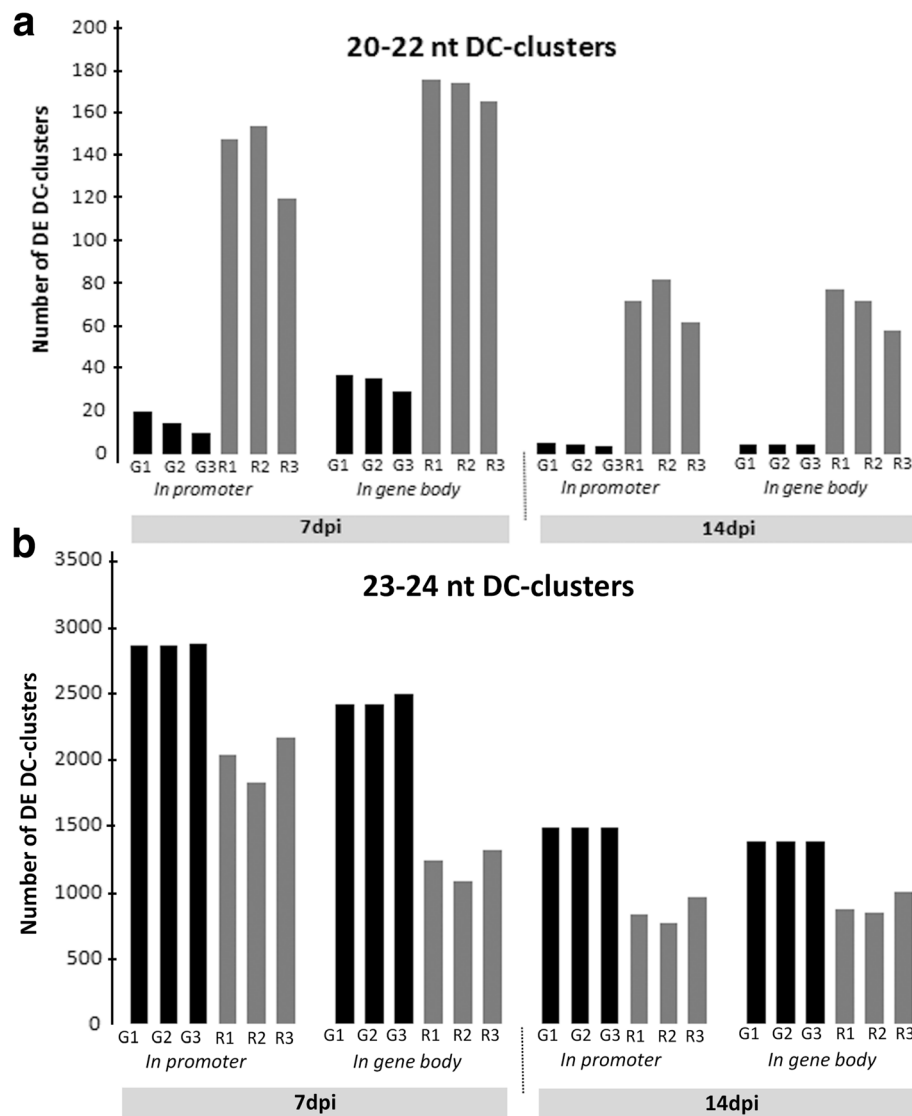 a
20-22 nt DC-clusters
Number of DE DC-clusters
200
180
160
140
120
100
80
60
40
20
0
G1 G2 G3 R1 R2 R3 G1 G2 G3 R1 R2 R3 G1 G2 G3 R1 R2 R3 G1 G2 G3 R1 R2 R3
In promoter In gene body In promoter In gene body
7dpi 14dpi
b
23-24 nt DC-clusters
Number of DE DC-clusters
3500
3000
2500
2000
1500
1000
500
0
G1 G2 G3 R1 R2 R3 G1 G2 G3 R1 R2 R3 G1 G2 G3 R1 R2 R3 G1 G2 G3 R1 R2 R3
In promoter In gene body In promoter In gene body
7dpi 14dpi